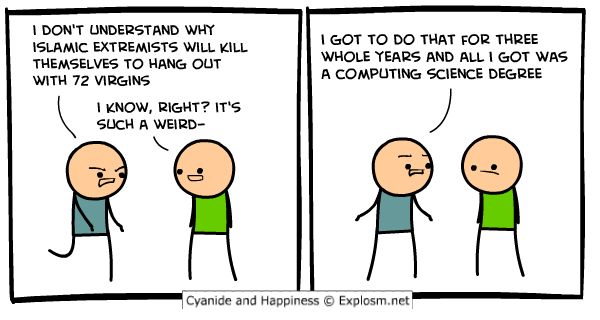 I DON'T UNDERSTAND WHY
ISLAMIC EXTREMISTS WILL KILL
THEMSELVES TO HANG OUT
WITH 72 VIRGINS
I KNOW, RIGHT? IT'S
SUCH A WEIRD-
I GOT TO DO THAT FOR THREE
WHOLE YEARS AND ALL I GOT WAS
A COMPUTING SCIENCE DEGREE
Cyanide and Happiness © Explosm.net